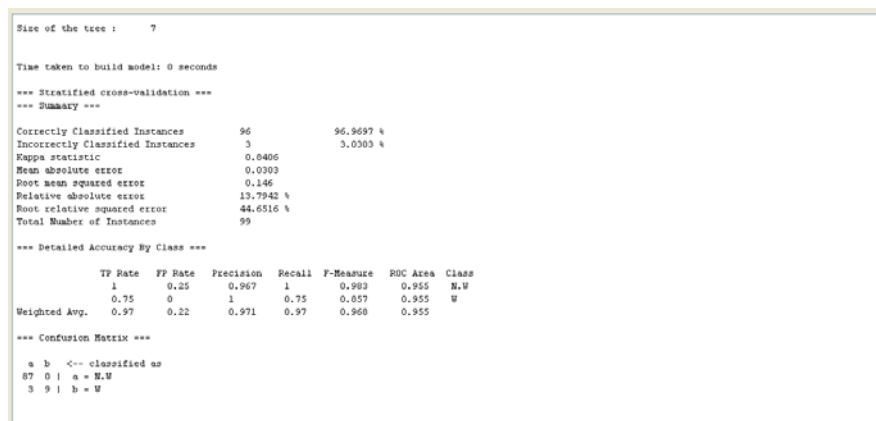 Size of the tree : 7
Time taken to build model: 0 seconds
=== Stratified cross-validation ===
=== Summary ===
Correctly Classified Instances 96 96.9697 %
Incorrectly Classified Instances 3 3.0303 %
Kappa statistic 0.8406
Mean absolute error 0.0303
Root mean squared error 0.146
Relative absolute error 13.7942 %
Root relative squared error 44.6516 %
Total Number of Instances 99
=== Detailed Accuracy By Class ===
TP Rate FP Rate Precision Recall F-Measure ROC Area Class
1 0.25 0.967 1 0.983 0.955 N.W
0.75 0 1 0.75 0.857 0.955 W
Weighted Avg. 0.97 0.22 0.971 0.97 0.968 0.955
=== Confusion Matrix ===
a b <-- classified as
87 0 | a = N.W
3 9 | b = W